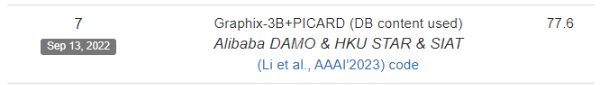 7 Graphix-3B+PICARD (DB content used) 77.6
Sep 13, 2022 Alibaba DAMO & HKU STAR & SIAT
(Li et al., AAAI'2023) code